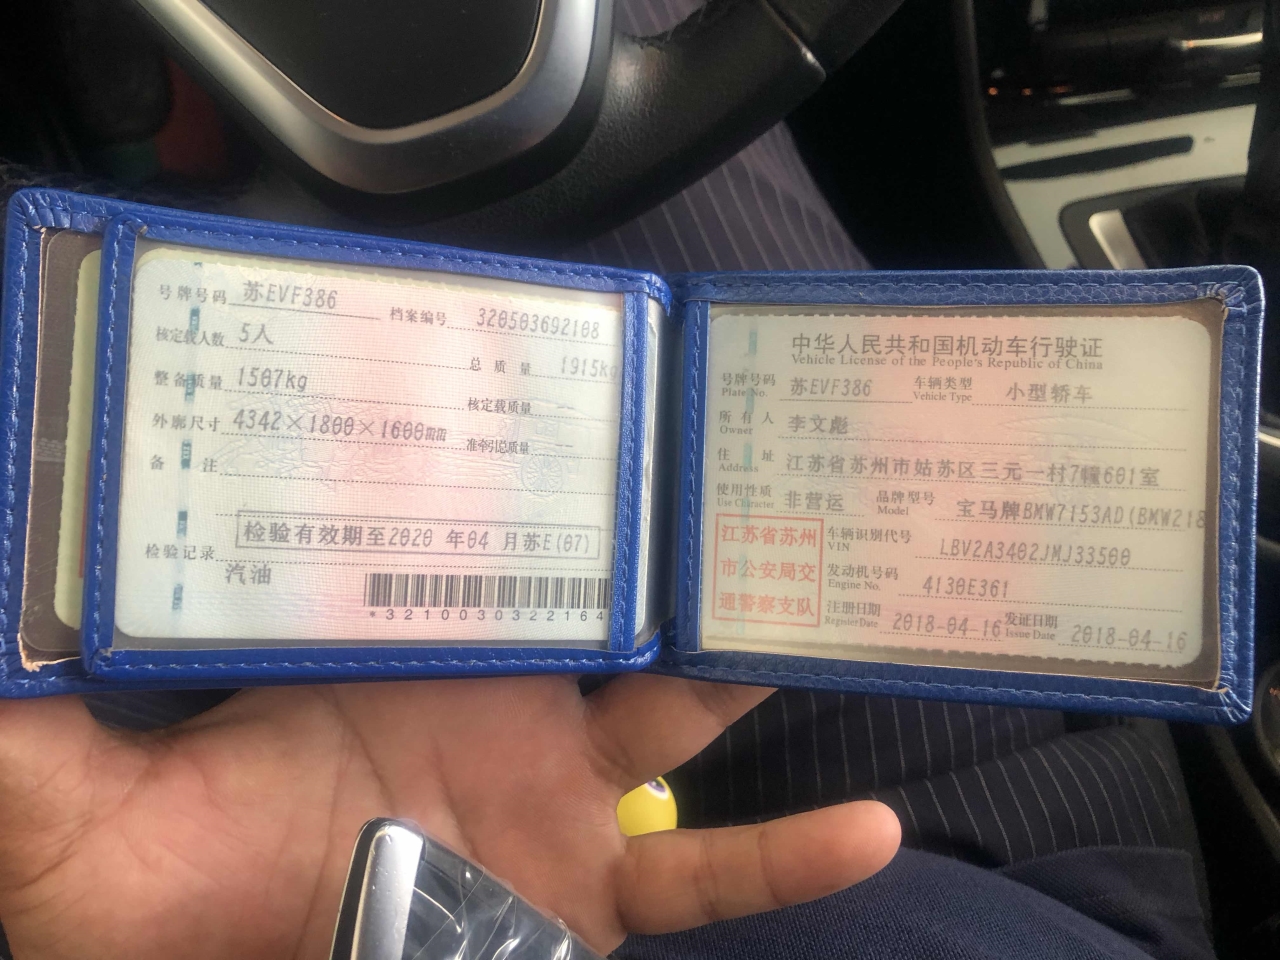 号牌号码 苏EVF386 档案编号 320503692108
核定载人数 5人 总质量 1915kg
整备质量 1507kg 核定载质量
外廓尺寸 4342×1800×1600mm 准牵引总质量
备注
检验有效期至2020 年04 月苏E(07)
检验记录
汽油
*3210030322164
中华人民共和国机动车行驶证
Vehicle License of the People's Republic of China
号牌号码 苏EVF386 车辆类型 小型轿车
Plate No. Vehicle Type
所有人 李文彪
Owner
住址 江苏省苏州市姑苏区三元一村7幢601室
Address
使用性质 非营运 品牌型号 宝马牌BMW7153AD(BMW218
Use Character Model
江苏省苏州
市公安局交
通警察支队
车辆识别代号 LBV2A3402JMJ33500
VIN
发动机号码 4130E361
Engine No.
注册日期 2018-04-16 发证日期 2018-04-16
Register Date Issue Date